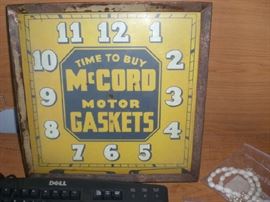 11 12 1
10 2
9 3
8 4
7 6 5
TIME TO BUY
McCORD
MOTOR
GASKETS
DELL